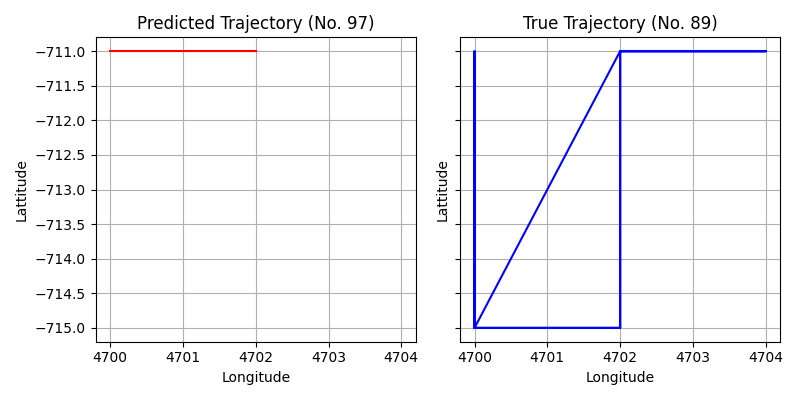 Predicted Trajectory (No. 97)
True Trajectory (No. 89)
−711.0
−711.5
−712.0
−712.5
−713.0
−713.5
−714.0
−714.5
−715.0
Lattitude
Lattitude
4700 4701 4702 4703 4704
4700 4701 4702 4703 4704
Longitude
Longitude